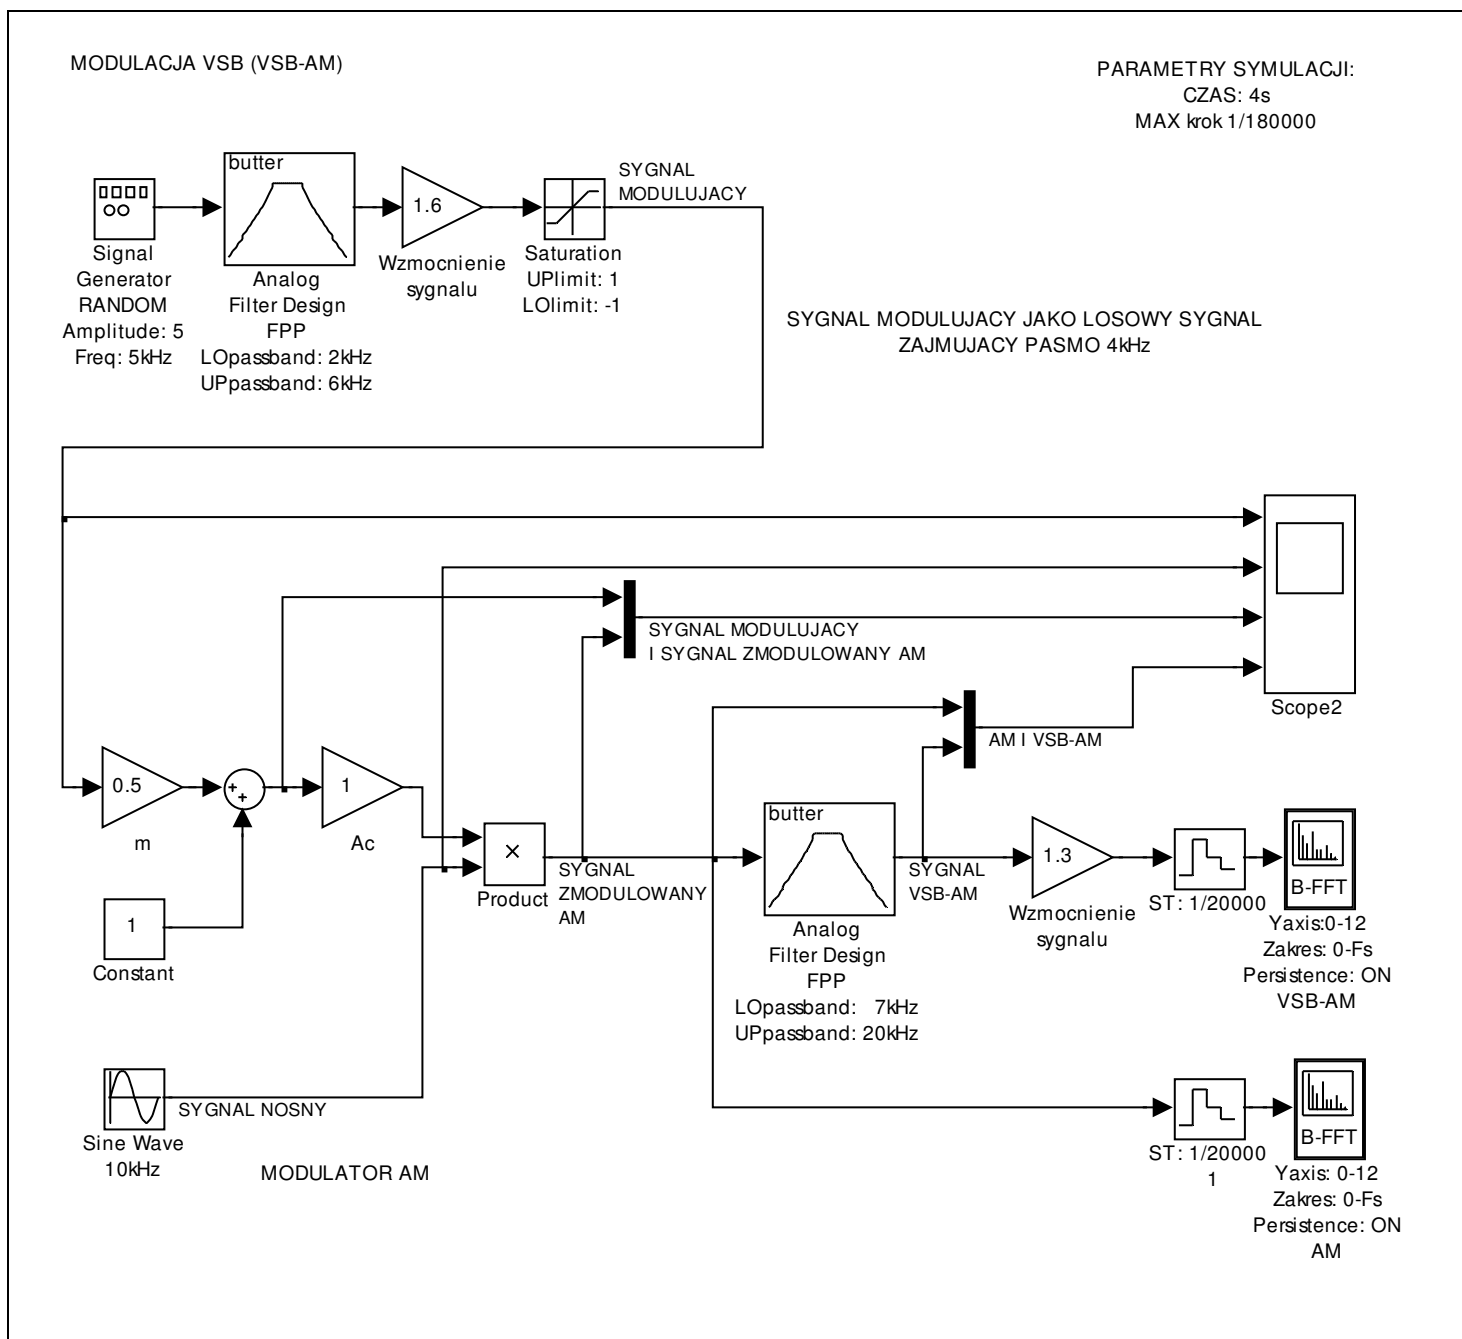 MODULACJA VSB (VSB-AM)
PARAMETRY SYMULACJI:
CZAS: 4s
MAX krok 1/180000
butter
SYGNAL
MODULUJACY
1.6
Signal
Generator
RANDOM
Amplitude: 5
Freq: 5kHz
Analog
Filter Design
FPP
LOpassband: 2kHz
UPpassband: 6kHz
Wzmocnienie
sygnalu
Saturation
UPlimit: 1
LOlimit: -1
SYGNAL MODULUJACY JAKO LOSOWY SYGNAL
ZAJMUJACY PASMO 4kHz
SYGNAL MODULUJACY
I SYGNAL ZMODULOWANY AM
Scope2
AM I VSB-AM
0.5
m
+
+
1
Ac
×
Product
SYGNAL
ZMODULOWANY
AM
butter
Analog
Filter Design
FPP
LOpassband: 7kHz
UPpassband: 20kHz
SYGNAL
VSB-AM
1.3
Wzmocnienie
sygnalu
ST: 1/20000
B-FFT
Yaxis:0-12
Zakres: 0-Fs
Persistence: ON
VSB-AM
1
Constant
SYGNAL NOSNY
Sine Wave
10kHz
MODULATOR AM
ST: 1/20000
1
B-FFT
Yaxis: 0-12
Zakres: 0-Fs
Persistence: ON
AM